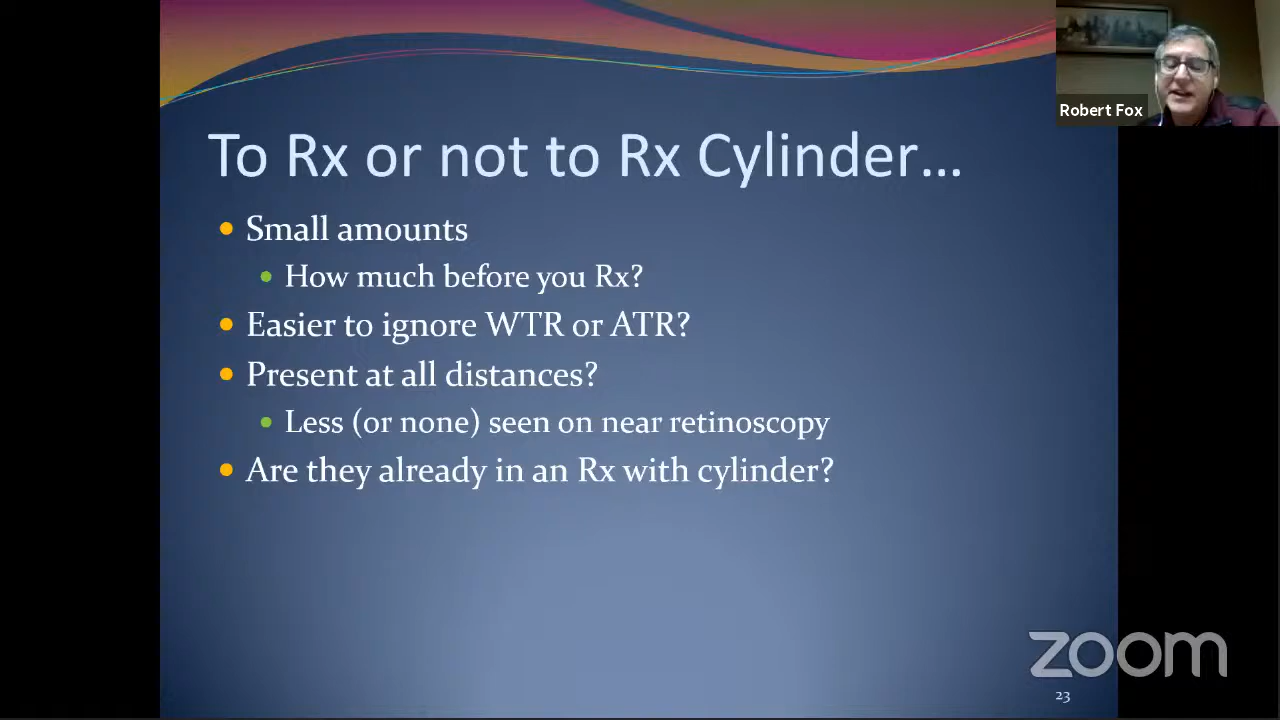 Robert Fox
To Rx or not to Rx Cylinder…
Small amounts
How much before you Rx?
Easier to ignore WTR or ATR?
Present at all distances?
Less (or none) seen on near retinoscopy
Are they already in an Rx with cylinder?
zoom
23